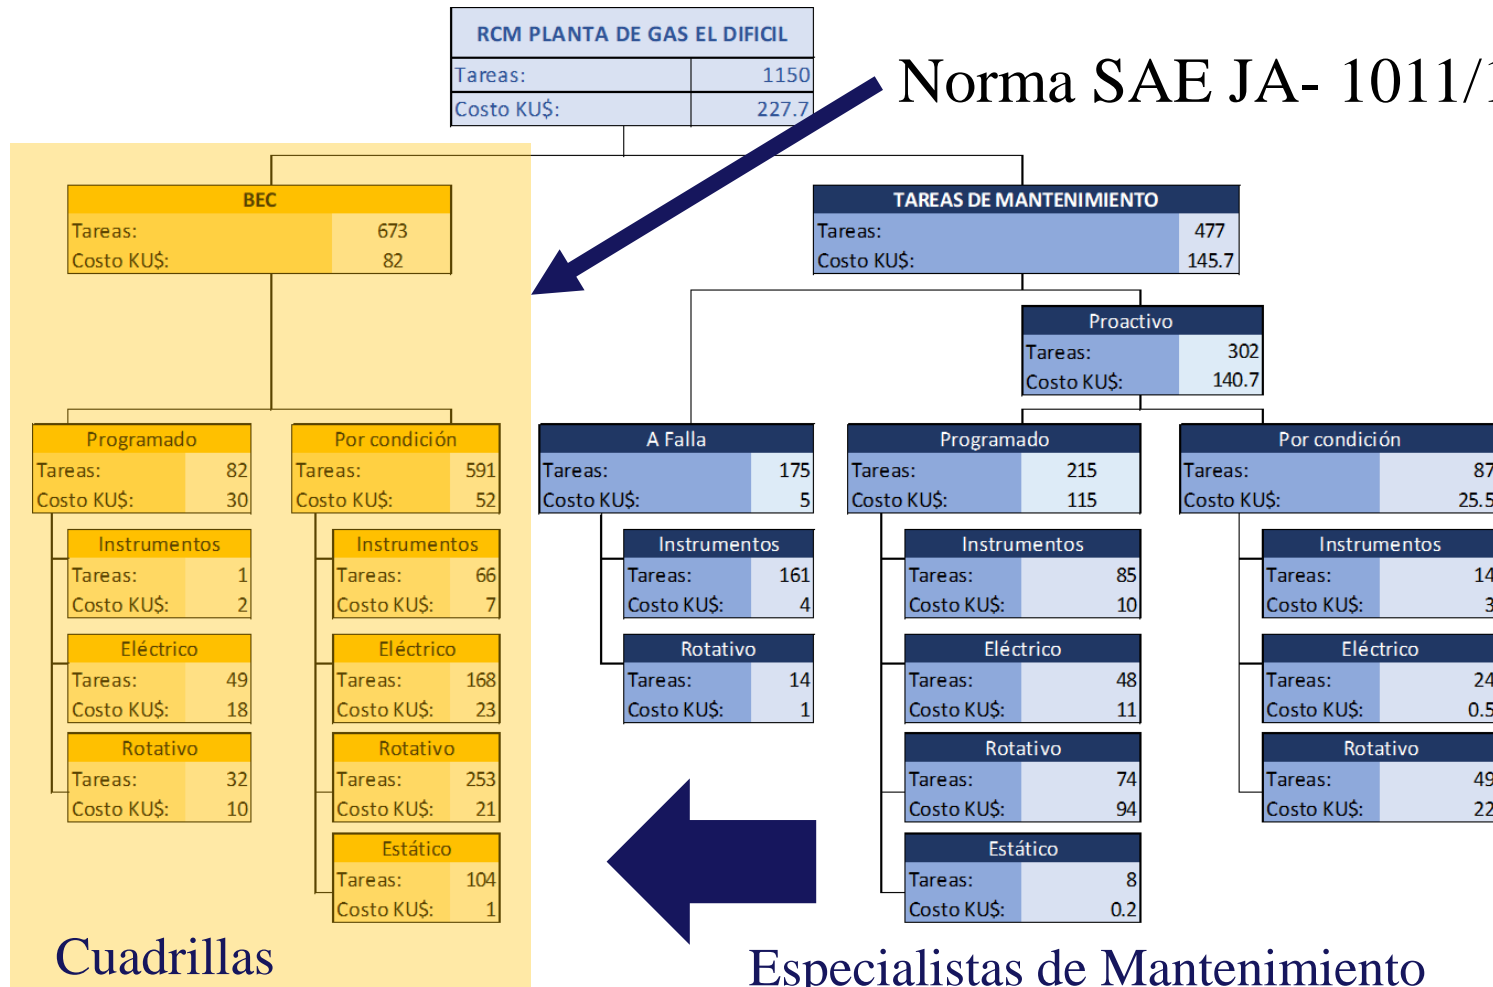 RCM PLANTA DE GAS EL DIFICIL
Tareas: 1150
Costo KU$: 227.7
Norma SAE JA- 1011/1
BEC
Tareas: 673
Costo KU$: 82
TAREAS DE MANTENIMIENTO
Tareas: 477
Costo KU$: 145.7
Proactivo
Tareas: 302
Costo KU$: 140.7
Programado
Tareas: 82
Costo KU$: 30
Instrumentos
Tareas: 1
Costo KU$: 2
Eléctrico
Tareas: 49
Costo KU$: 18
Rotativo
Tareas: 32
Costo KU$: 10
Por condición
Tareas: 591
Costo KU$: 52
Instrumentos
Tareas: 66
Costo KU$: 7
Eléctrico
Tareas: 168
Costo KU$: 23
Rotativo
Tareas: 253
Costo KU$: 21
Estático
Tareas: 104
Costo KU$: 1
A Falla
Tareas: 175
Costo KU$: 5
Instrumentos
Tareas: 161
Costo KU$: 4
Rotativo
Tareas: 14
Costo KU$: 1
Programado
Tareas: 215
Costo KU$: 115
Instrumentos
Tareas: 85
Costo KU$: 10
Eléctrico
Tareas: 48
Costo KU$: 11
Rotativo
Tareas: 74
Costo KU$: 94
Estático
Tareas: 8
Costo KU$: 0.2
Por condición
Tareas: 87
Costo KU$: 25.5
Instrumentos
Tareas: 14
Costo KU$: 3
Eléctrico
Tareas: 24
Costo KU$: 0.5
Rotativo
Tareas: 49
Costo KU$: 22
Cuadrillas
Especialistas de Mantenimiento